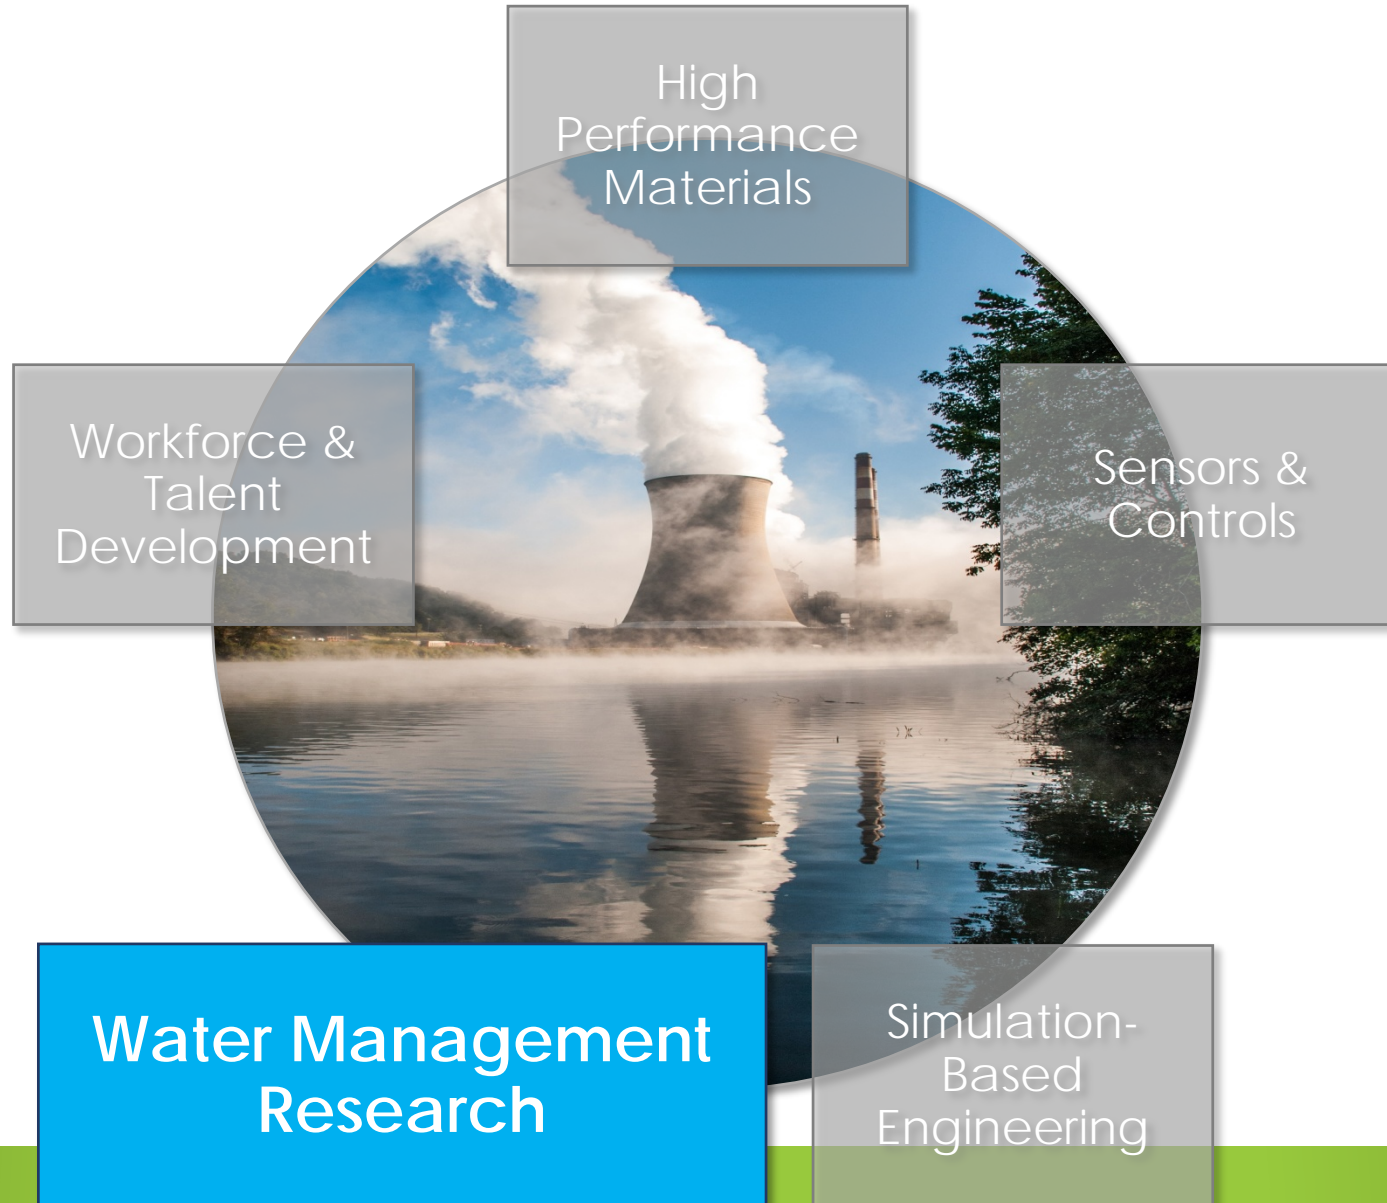 High
Performance
Materials
Workforce &
Talent
Development
Sensors &
Controls
Water Management
Research
Simulation-
Based
Engineering